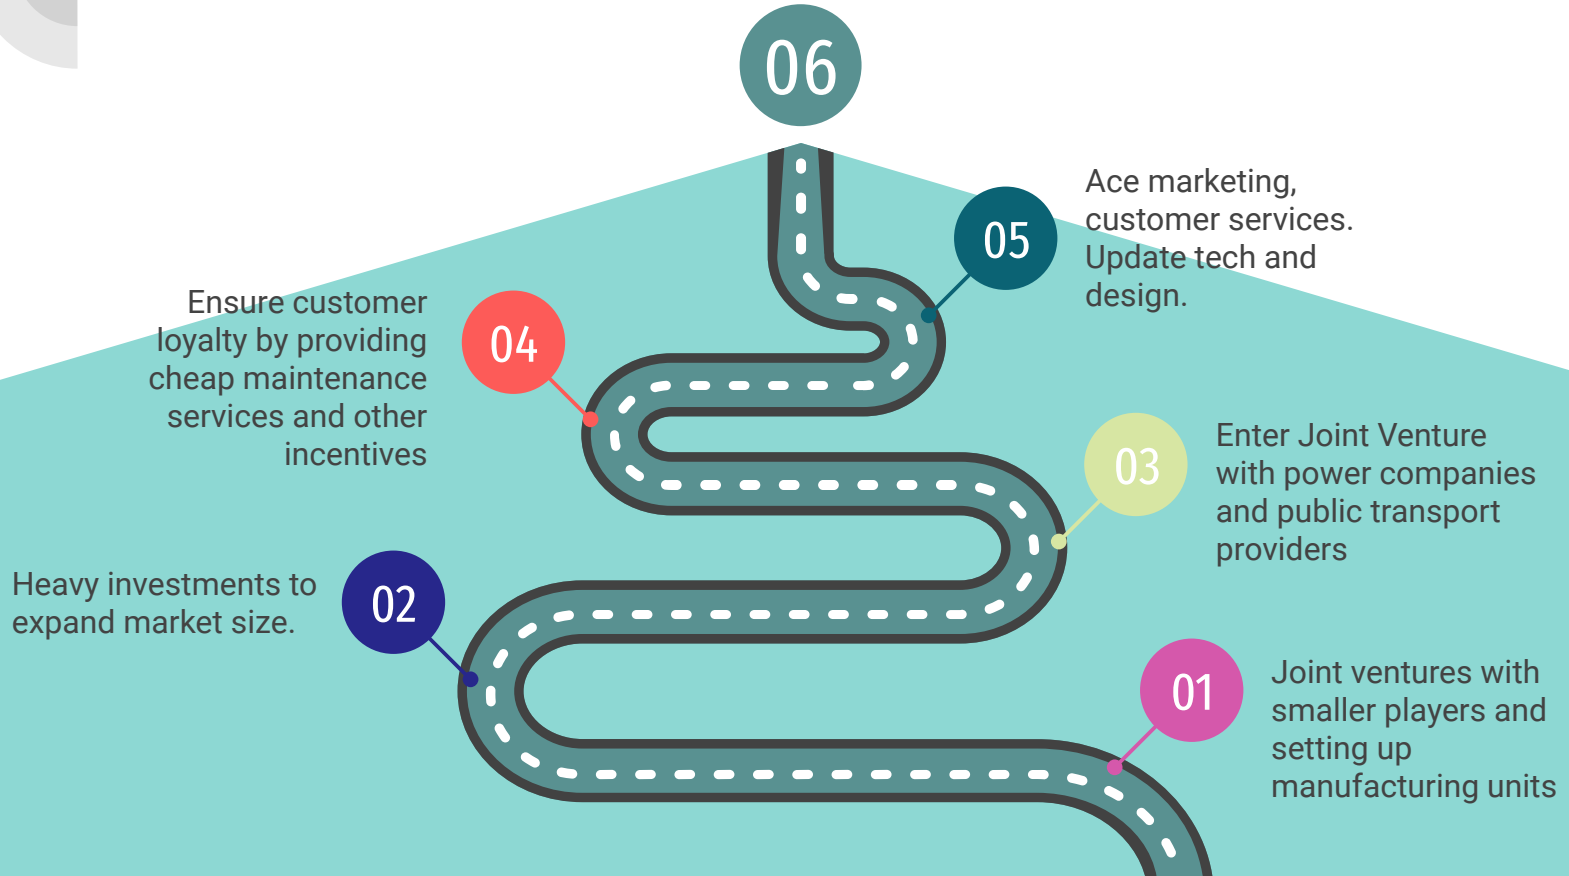 06
05
Ace marketing,
customer services.
Update tech and
design.
04
Ensure customer
loyalty by providing
cheap maintenance
services and other
incentives
03
Enter Joint Venture
with power companies
and public transport
providers
02
Heavy investments to
expand market size.
01
Joint ventures with
smaller players and
setting up
manufacturing units